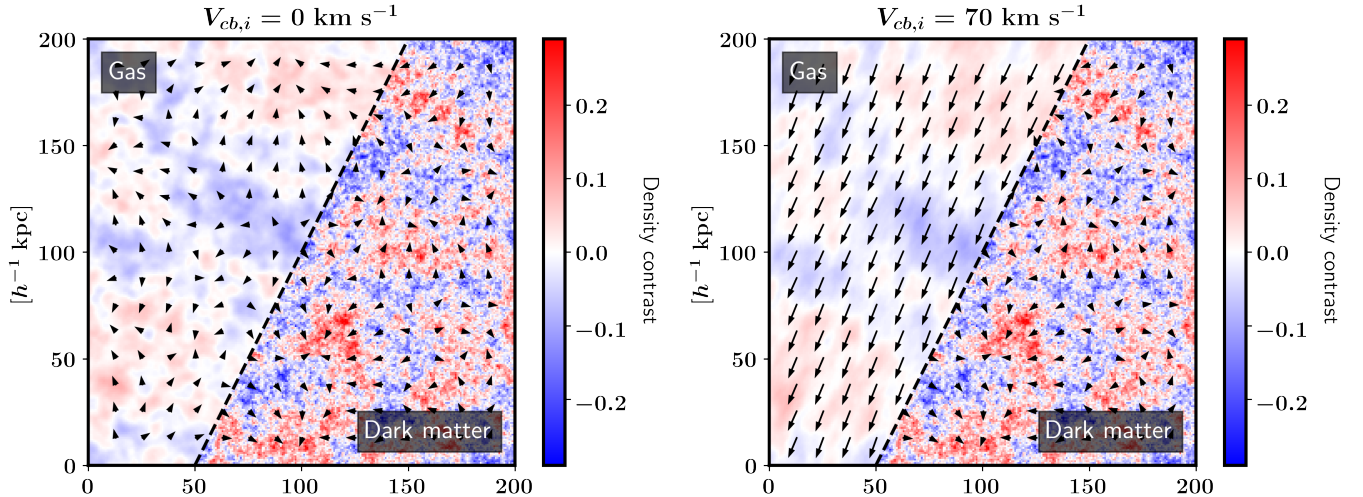 V_{cb,i} = 0 km s⁻¹
200
150
100
50
0
[h⁻¹ kpc]
Gas
Dark matter
0 50 100 150 200
0.2
0.1
0.0
−0.1
−0.2
Density contrast
V_{cb,i} = 70 km s⁻¹
200
150
100
50
0
[h⁻¹ kpc]
Gas
Dark matter
0 50 100 150 200
0.2
0.1
0.0
−0.1
−0.2
Density contrast